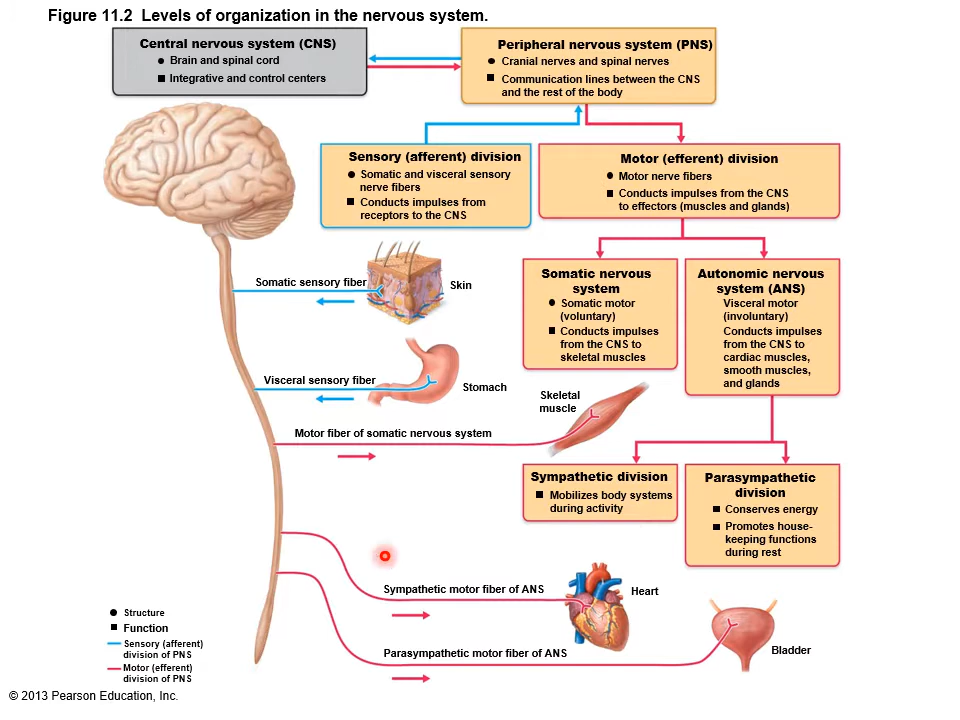 Figure 11.2 Levels of organization in the nervous system.
Central nervous system (CNS)
● Brain and spinal cord
■ Integrative and control centers
Peripheral nervous system (PNS)
● Cranial nerves and spinal nerves
■ Communication lines between the CNS
and the rest of the body
Sensory (afferent) division
● Somatic and visceral sensory
nerve fibers
■ Conducts impulses from
receptors to the CNS
Motor (efferent) division
● Motor nerve fibers
■ Conducts impulses from the CNS
to effectors (muscles and glands)
Somatic nervous
system
● Somatic motor
(voluntary)
■ Conducts impulses
from the CNS to
skeletal muscles
Autonomic nervous
system (ANS)
Visceral motor
(involuntary)
Conducts impulses
from the CNS to
cardiac muscles,
smooth muscles,
and glands
Somatic sensory fiber
Skin
Visceral sensory fiber
Stomach
Skeletal
muscle
Motor fiber of somatic nervous system
Sympathetic division
■ Mobilizes body systems
during activity
Parasympathetic
division
■ Conserves energy
■ Promotes house-
keeping functions
during rest
Sympathetic motor fiber of ANS
Heart
Parasympathetic motor fiber of ANS
Bladder
● Structure
■ Function
Sensory (afferent)
division of PNS
Motor (efferent)
division of PNS
© 2013 Pearson Education, Inc.